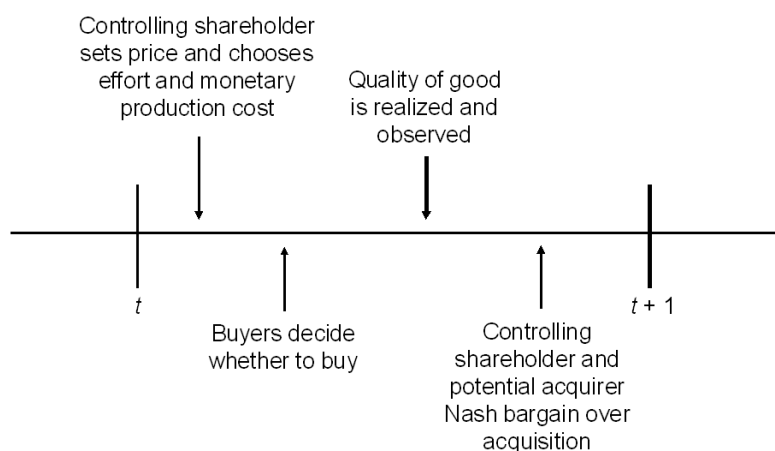 Controlling shareholder
sets price and chooses
effort and monetary
production cost
Quality of good
is realized and
observed
t
t + 1
Buyers decide
whether to buy
Controlling
shareholder and
potential acquirer
Nash bargain over
acquisition